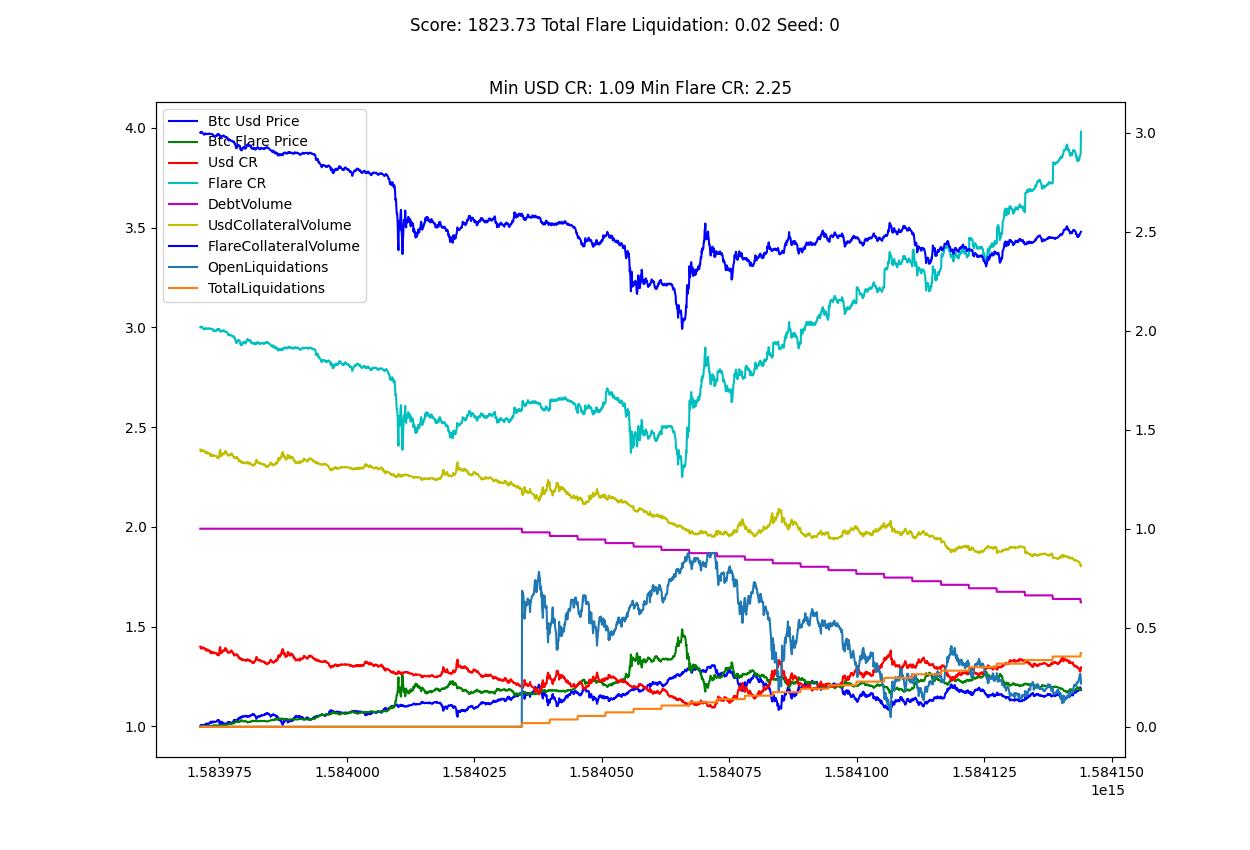 Score: 1823.73 Total Flare Liquidation: 0.02 Seed: 0
Min USD CR: 1.09 Min Flare CR: 2.25
Btc Usd Price
Btc Flare Price
Usd CR
Flare CR
DebtVolume
UsdCollateralVolume
FlareCollateralVolume
OpenLiquidations
TotalLiquidations
4.0
3.5
3.0
2.5
2.0
1.5
1.0
3.0
2.5
2.0
1.5
1.0
0.5
0.0
1.583975 1.584000 1.584025 1.584050 1.584075 1.584100 1.584125 1.584150
1e15